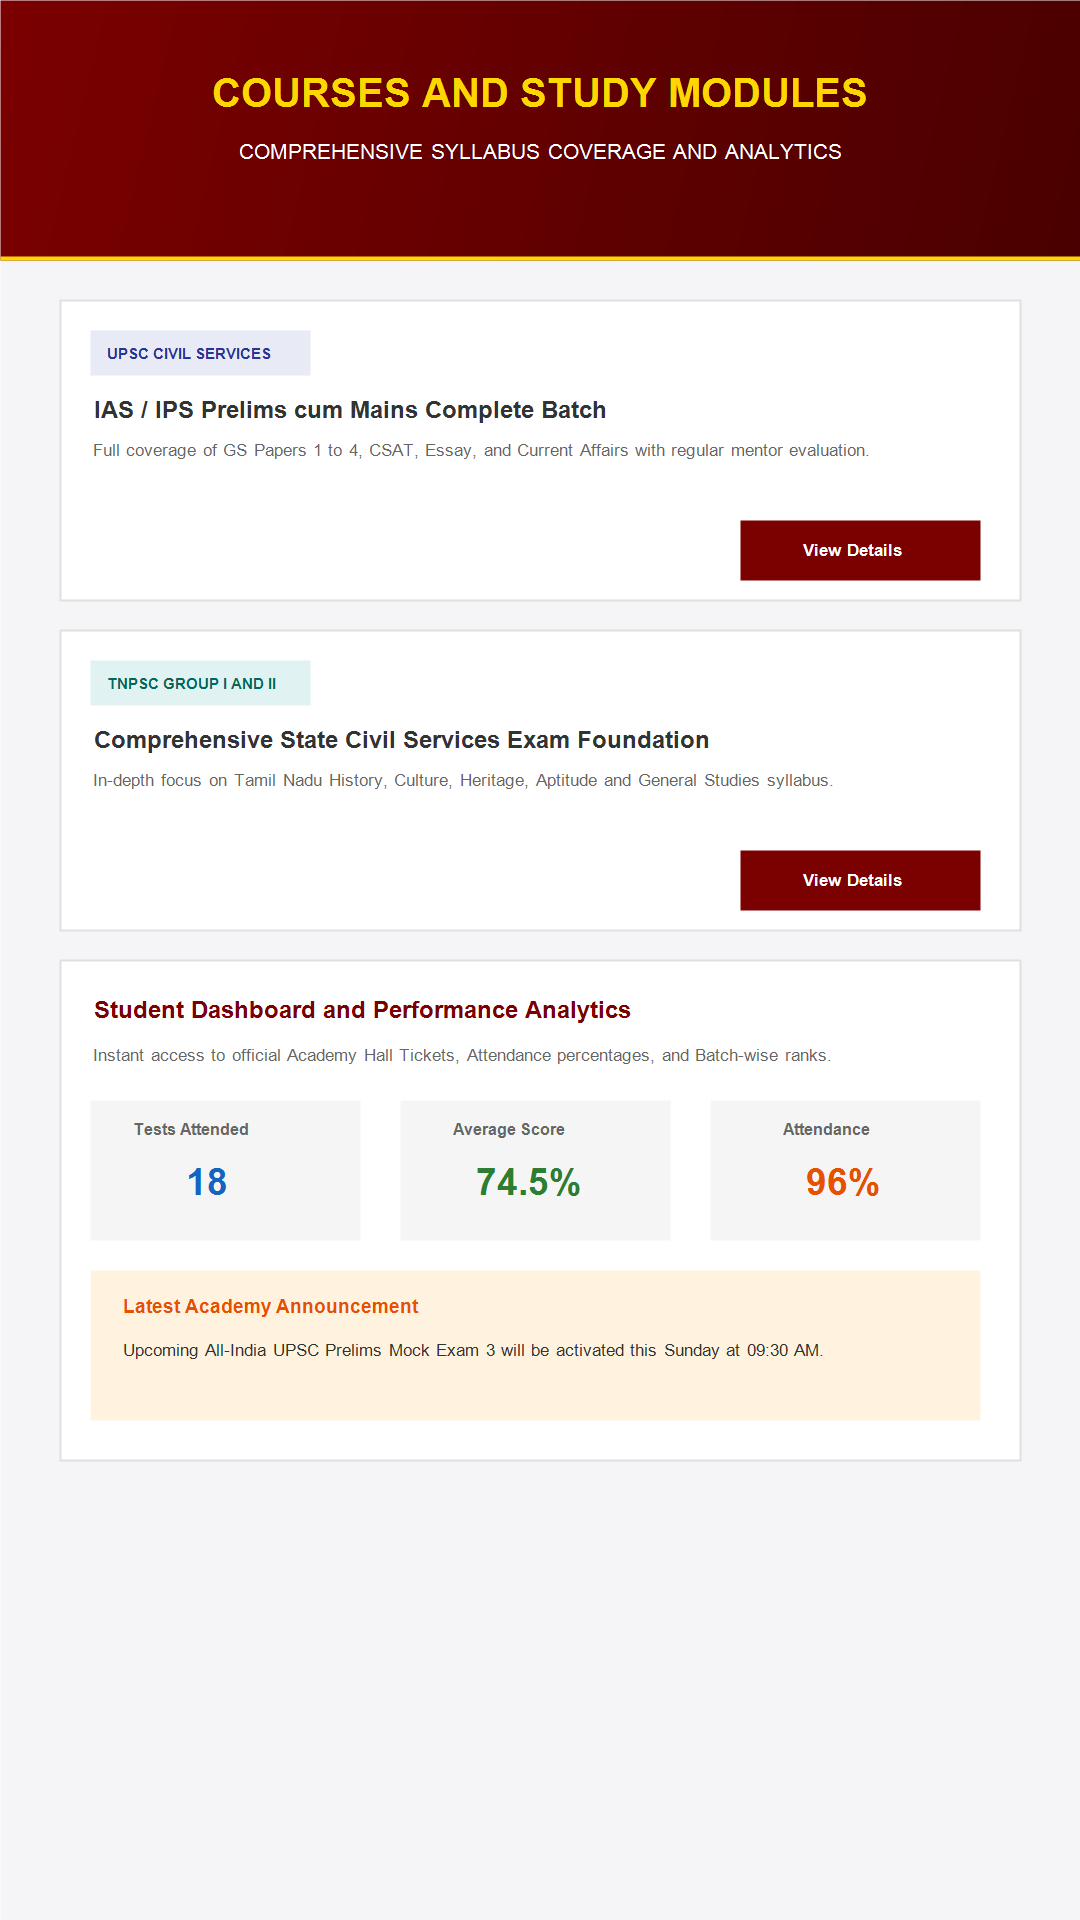 COURSES AND STUDY MODULES
COMPREHENSIVE SYLLABUS COVERAGE AND ANALYTICS
UPSC CIVIL SERVICES
IAS / IPS Prelims cum Mains Complete Batch
Full coverage of GS Papers 1 to 4, CSAT, Essay, and Current Affairs with regular mentor evaluation.
View Details
TNPSC GROUP I AND II
Comprehensive State Civil Services Exam Foundation
In-depth focus on Tamil Nadu History, Culture, Heritage, Aptitude and General Studies syllabus.
View Details
Student Dashboard and Performance Analytics
Instant access to official Academy Hall Tickets, Attendance percentages, and Batch-wise ranks.
Tests Attended
18
Average Score
74.5%
Attendance
96%
Latest Academy Announcement
Upcoming All-India UPSC Prelims Mock Exam 3 will be activated this Sunday at 09:30 AM.